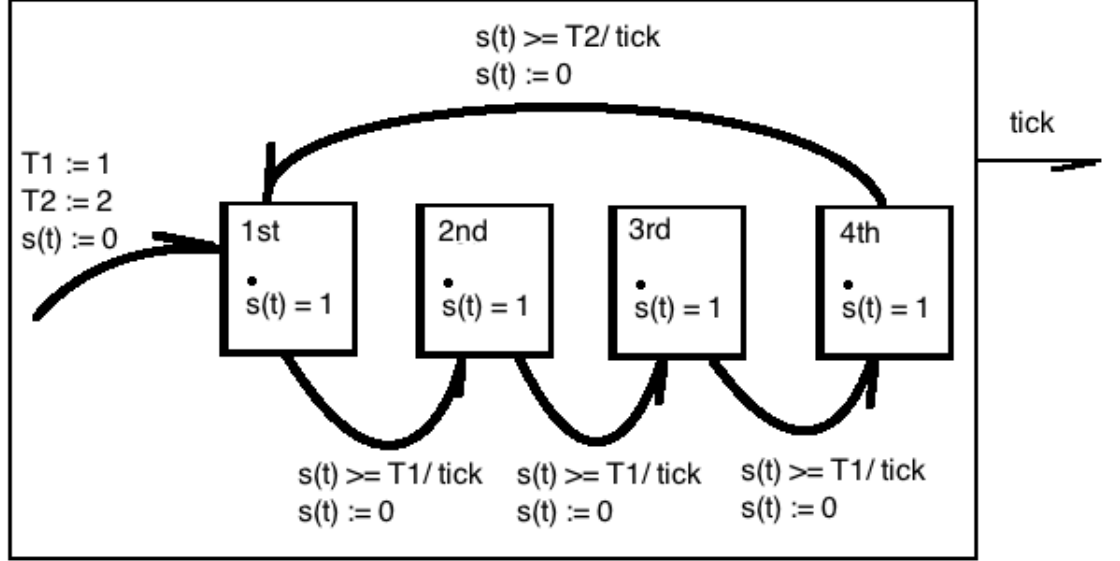 s(t) >= T2/ tick
s(t) := 0
tick
T1 := 1
T2 := 2
s(t) := 0
1st
s(t) = 1
2nd
s(t) = 1
3rd
s(t) = 1
4th
s(t) = 1
s(t) >= T1/ tick
s(t) := 0
s(t) >= T1/ tick
s(t) := 0
s(t) >= T1/ tick
s(t) := 0